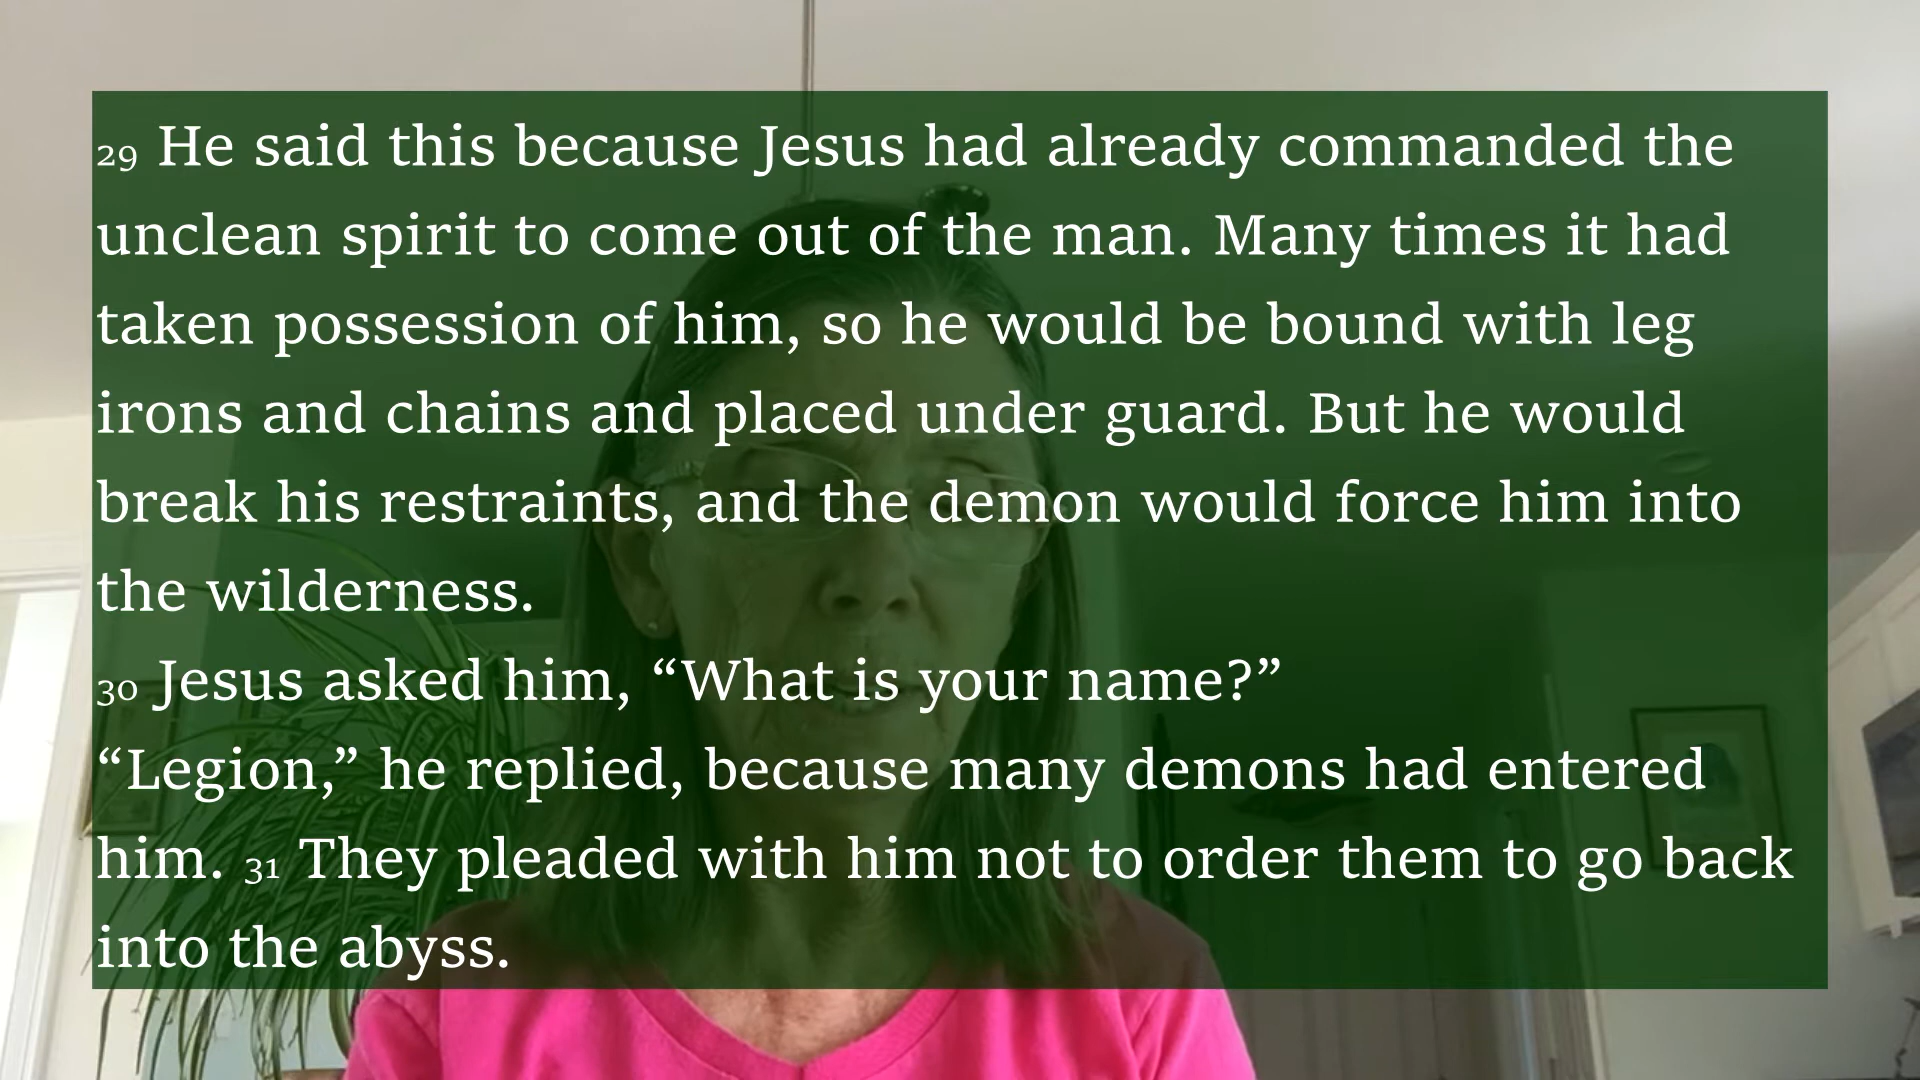 29 He said this because Jesus had already commanded the
unclean spirit to come out of the man. Many times it had
taken possession of him, so he would be bound with leg
irons and chains and placed under guard. But he would
break his restraints, and the demon would force him into
the wilderness.
30 Jesus asked him, “What is your name?”
“Legion,” he replied, because many demons had entered
him. 31 They pleaded with him not to order them to go back
into the abyss.